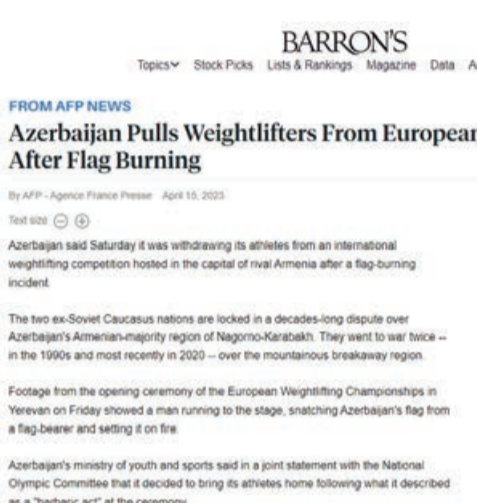 BARRON'S
Topics Stock Picks Lists & Rankings Magazine Data A
FROM AFP NEWS
Azerbaijan Pulls Weightlifters From European
After Flag Burning
By AFP - Agence France Presse April 15, 2023
Text size
Azerbaijan said Saturday it was withdrawing its athletes from an international
weightlifting competition hosted in the capital of rival Armenia after a flag-burning
incident.
The two ex-Soviet Caucasus nations are locked in a decades-long dispute over
Azerbaijan's Armenian-majority region of Nagorno-Karabakh. They went to war twice --
in the 1990s and most recently in 2020 -- over the mountainous breakaway region.
Footage from the opening ceremony of the European Weightlifting Championships in
Yerevan on Friday showed a man running to the stage, snatching Azerbaijan's flag from
a flag-bearer and setting it on fire.
Azerbaijan's ministry of youth and sports said in a joint statement with the National
Olympic Committee that it decided to bring its athletes home following what it described
as a "barbaric act" at the ceremony.